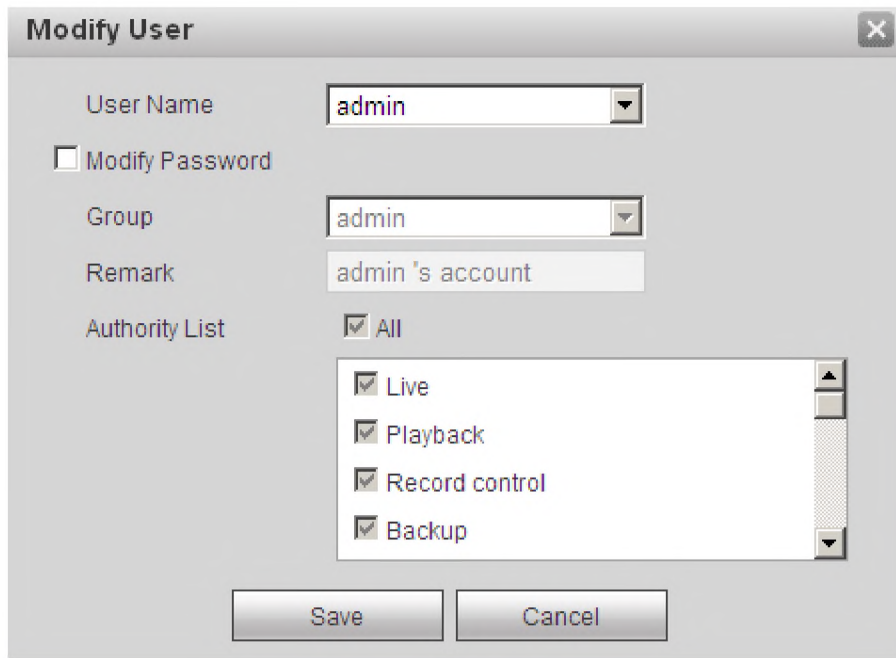 Modify User
User Name admin
Modify Password
Group admin
Remark admin 's account
Authority List All
Live
Playback
Record control
Backup
Save Cancel